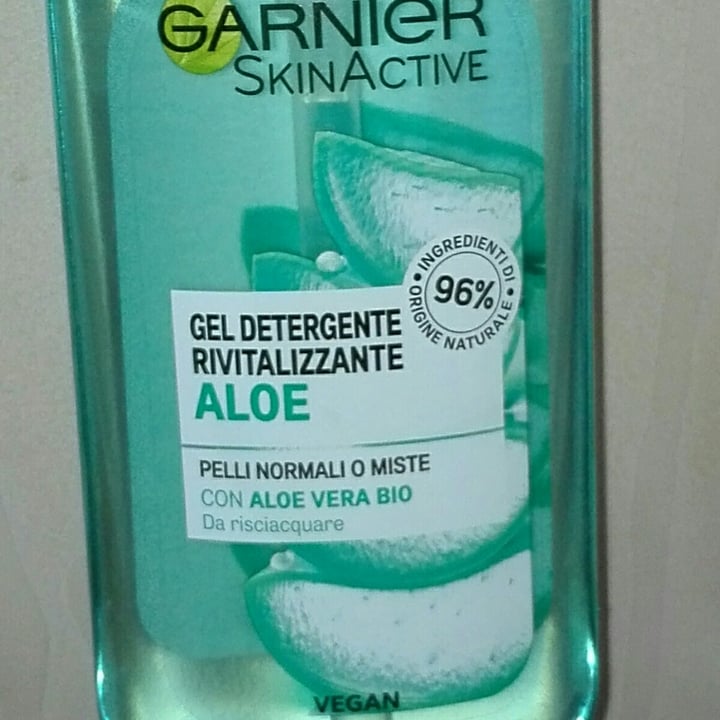 GARNIER
SKINACTIVE
INGREDIENTI DI
96%
ORIGINE NATURALE
GEL DETERGENTE
RIVITALIZZANTE
ALOE
PELLI NORMALI O MISTE
CON ALOE VERA BIO
Da risciacquare
VEGAN